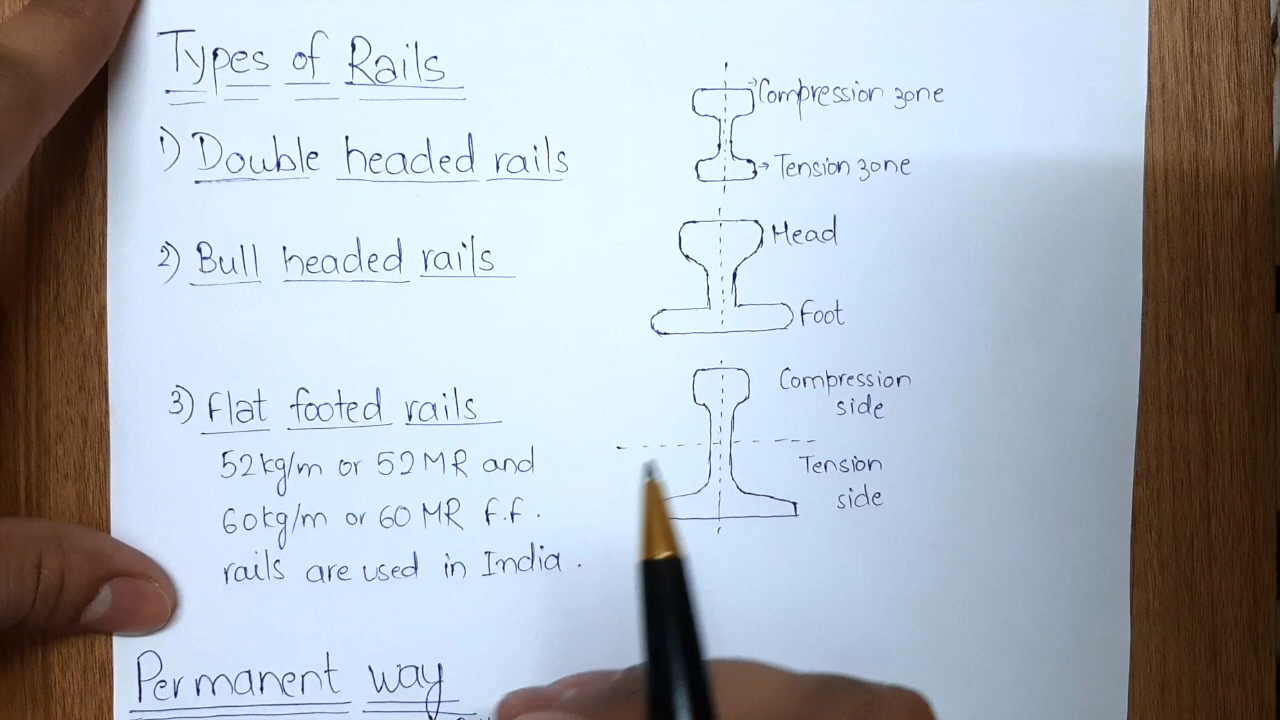 Types of Rails
1) Double headed rails
Compression zone
Tension zone
2) Bull headed rails
Head
Foot
3) Flat footed rails
52kg/m or 52MR and
60kg/m or 60 MR f.f.
rails are used in India.
Compression
side
Tension
side
Permanent way